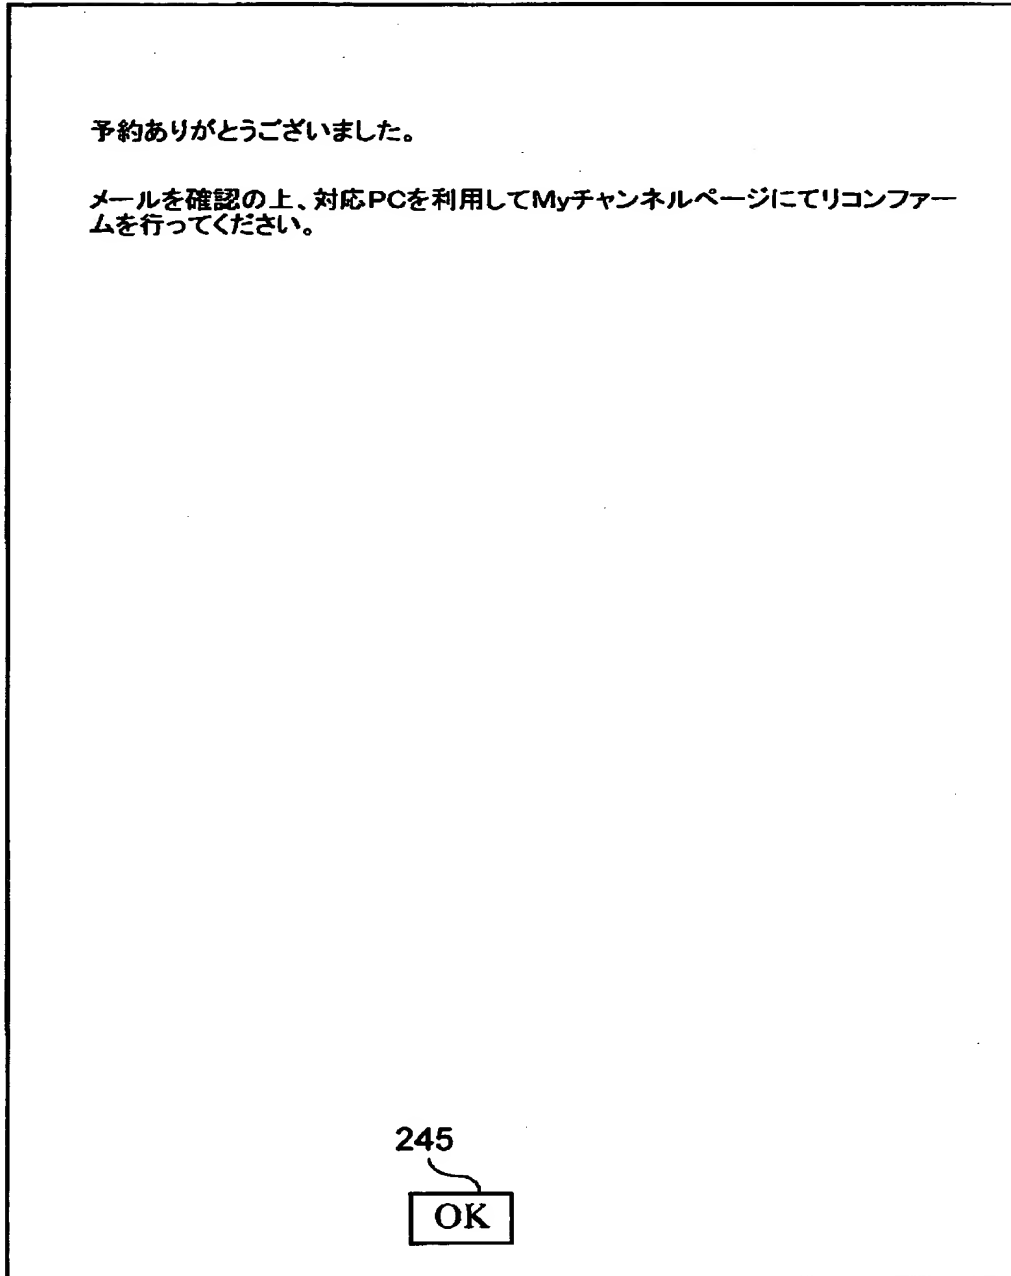 予約ありがとうございました。
メールを確認の上、対応PCを利用してMyチャンネルページにてリコンファー
ムを行ってください。
245
OK